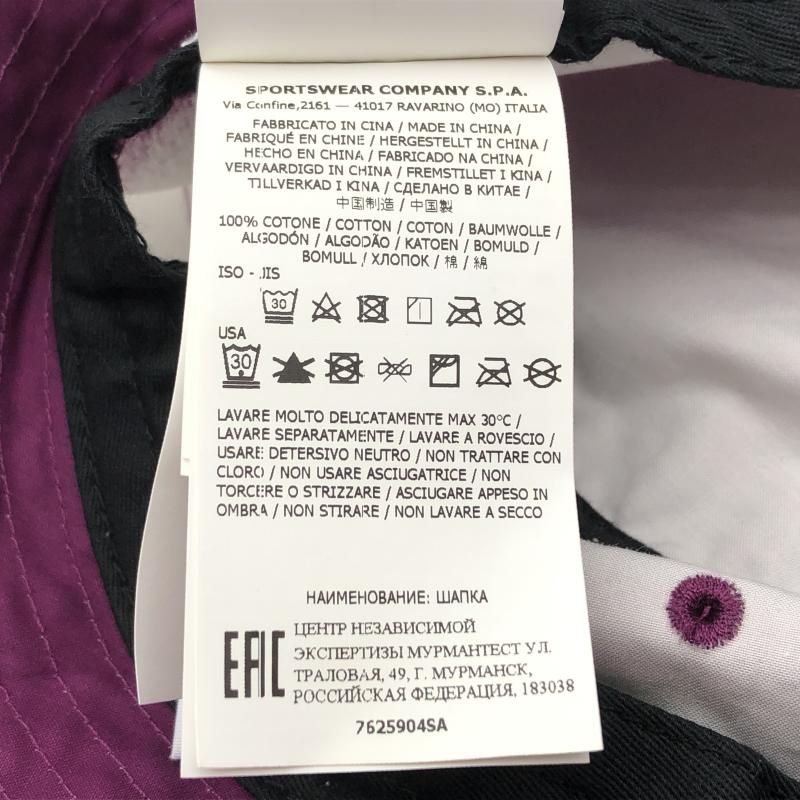 SPORTSWEAR COMPANY S.P.A.
Via Confine,2161 — 41017 RAVARINO (MO) ITALIA
FABBRICATO IN CINA / MADE IN CHINA /
FABRIQUÉ EN CHINE / HERGESTELLT IN CHINA /
HECHO EN CHINA / FABRICADO NA CHINA /
VERVAARDIGD IN CHINA / FREMSTILLET I KINA /
TILLVERKAD I KINA / СДЕЛАНО В КИТАЕ /
中国制造 / 中国製
100% COTONE / COTTON / COTON / BAUMWOLLE /
ALGODÓN / ALGODÃO / KATOEN / BOMULD /
BOMULL / ХЛОПОК / 棉 / 綿
ISO - JIS
30
USA
30
LAVARE MOLTO DELICATAMENTE MAX 30°C /
LAVARE SEPARATAMENTE / LAVARE A ROVESCIO /
USARE DETERSIVO NEUTRO / NON TRATTARE CON
CLORO / NON USARE ASCIUGATRICE / NON
TORCERE O STRIZZARE / ASCIUGARE APPESO IN
OMBRA / NON STIRARE / NON LAVARE A SECCO
НАИМЕНОВАНИЕ: ШАПКА
EAC
ЦЕНТР НЕЗАВИСИМОЙ
ЭКСПЕРТИЗЫ МУРМАНТЕСТ УЛ.
ТРАЛОВАЯ, 49, Г. МУРМАНСК,
РОССИЙСКАЯ ФЕДЕРАЦИЯ, 183038
7625904SA